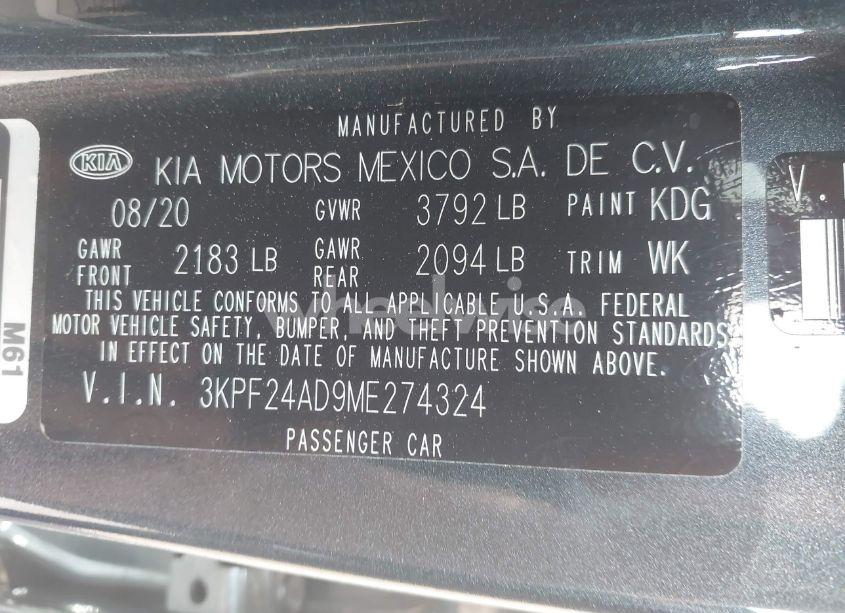 MANUFACTURED BY
KIA KIA MOTORS MEXICO S.A. DE C.V.
08/20 GVWR 3792 LB PAINT KDG
GAWR FRONT 2183 LB GAWR REAR 2094 LB TRIM WK
THIS VEHICLE CONFORMS TO ALL APPLICABLE U.S.A. FEDERAL
MOTOR VEHICLE SAFETY, BUMPER, AND THEFT PREVENTION STANDARDS
IN EFFECT ON THE DATE OF MANUFACTURE SHOWN ABOVE.
V.I.N. 3KPF24AD9ME274324
PASSENGER CAR
M61
wheelwise